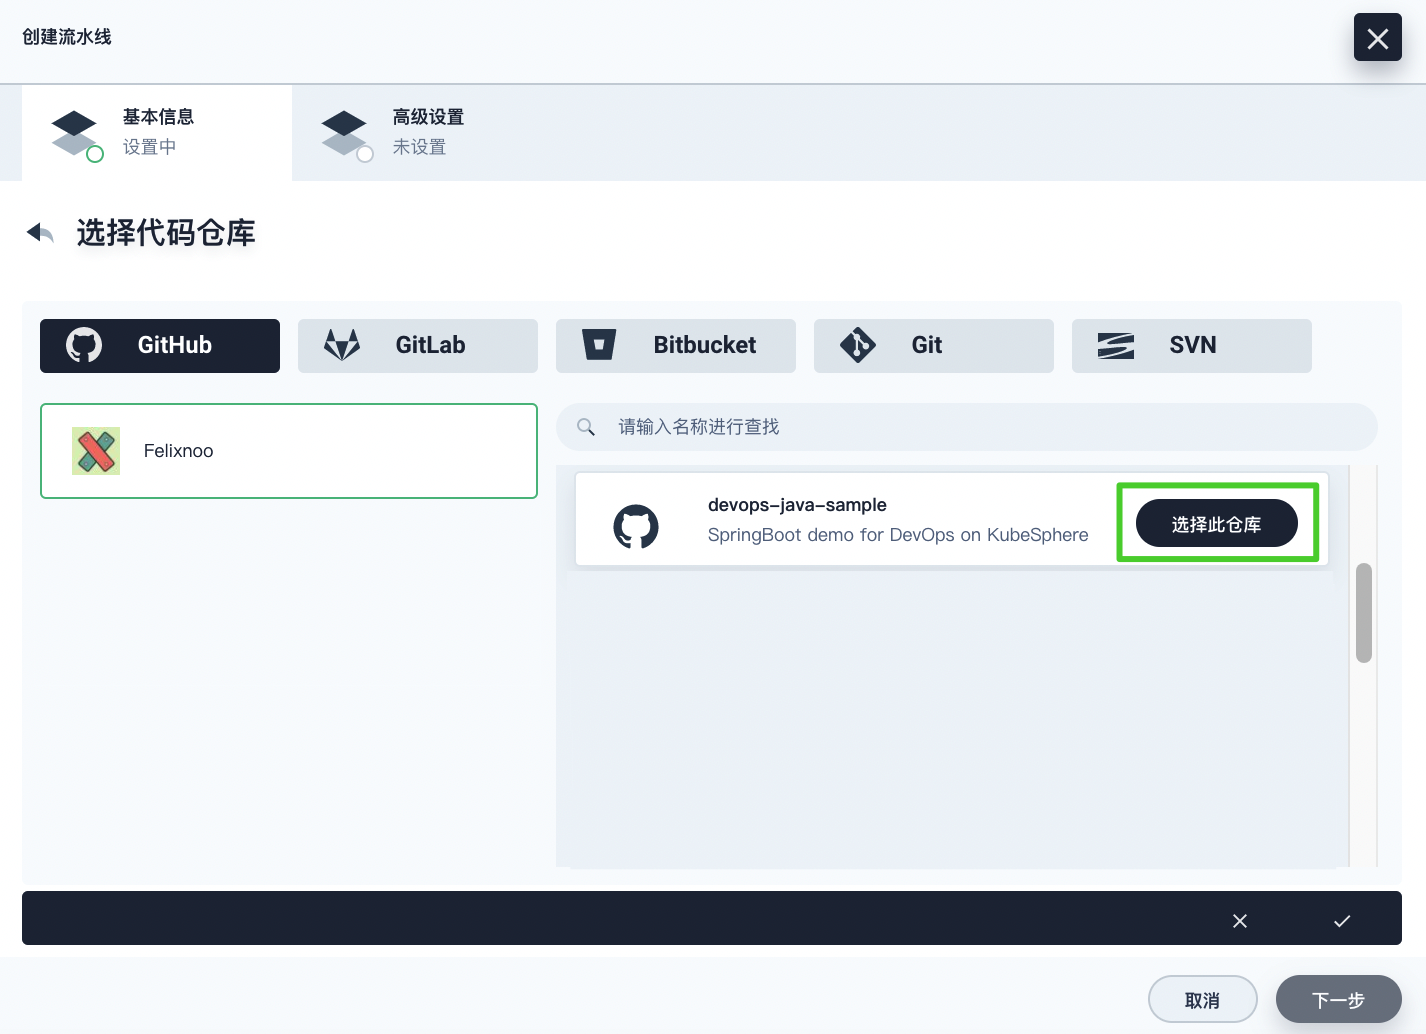 创建流水线
基本信息
设置中
高级设置
未设置
选择代码仓库
GitHub
GitLab
Bitbucket
Git
SVN
Felixnoo
请输入名称进行查找
devops-java-sample
SpringBoot demo for DevOps on KubeSphere
选择此仓库
取消
下一步